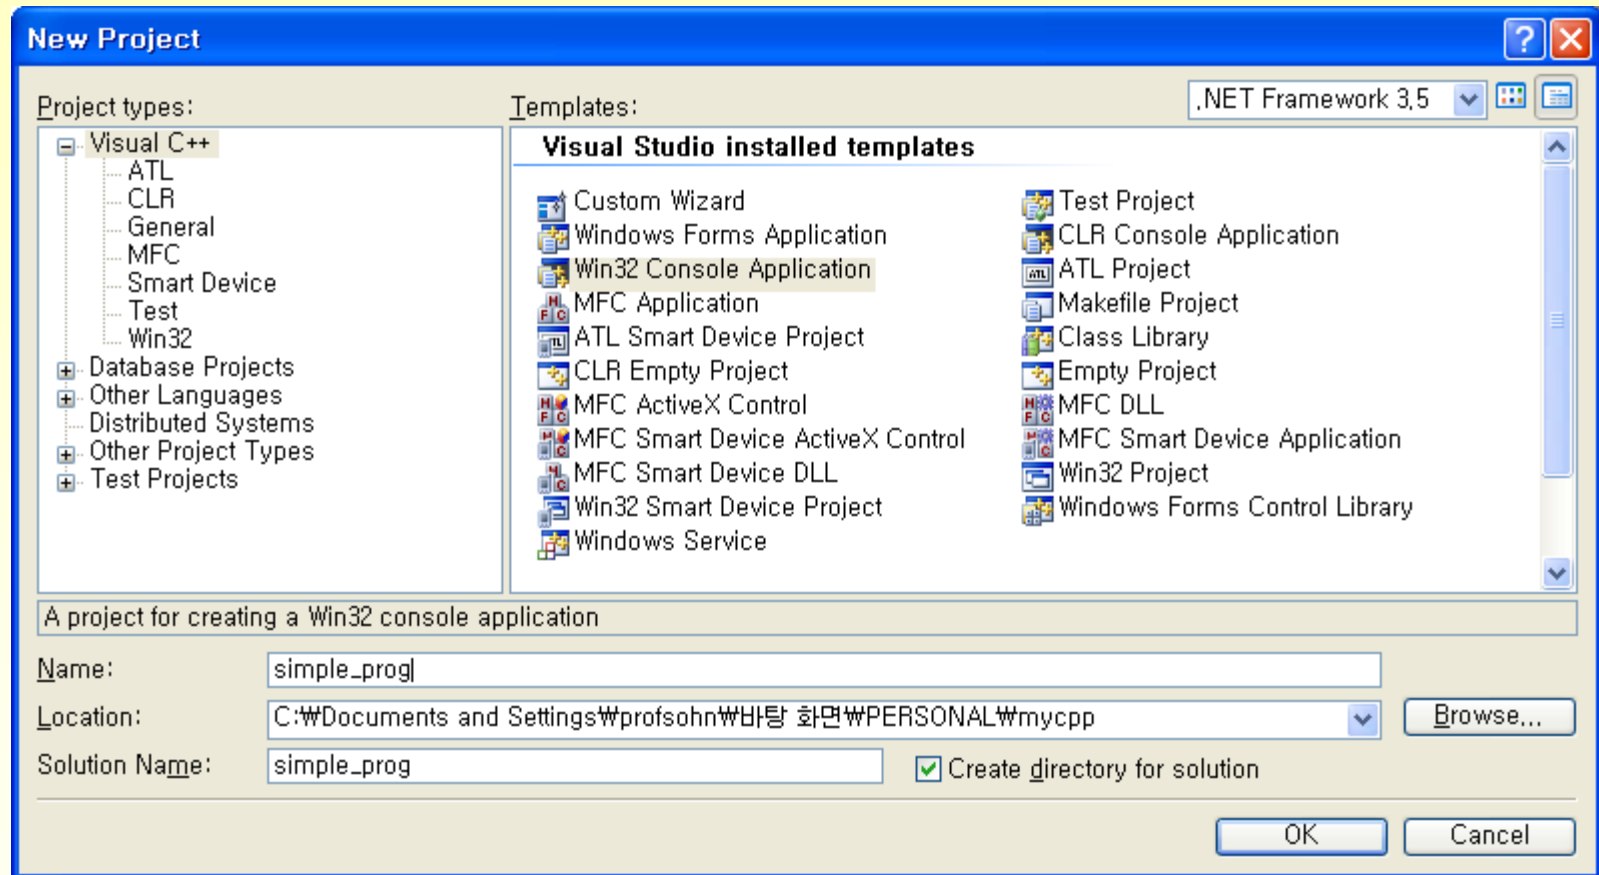 New Project
Project types:
Templates:
.NET Framework 3.5
Visual C++
ATL
CLR
General
MFC
Smart Device
Test
Win32
Database Projects
Other Languages
Distributed Systems
Other Project Types
Test Projects
Visual Studio installed templates
Custom Wizard
Windows Forms Application
Win32 Console Application
MFC Application
ATL Smart Device Project
CLR Empty Project
MFC ActiveX Control
MFC Smart Device ActiveX Control
MFC Smart Device DLL
Win32 Smart Device Project
Windows Service
Test Project
CLR Console Application
ATL Project
Makefile Project
Class Library
Empty Project
MFC DLL
MFC Smart Device Application
Win32 Project
Windows Forms Control Library
A project for creating a Win32 console application
Name:
simple_prog
Location:
C:₩Documents and Settings₩profsohn₩바탕 화면₩PERSONAL₩mycpp
Browse...
Solution Name:
simple_prog
Create directory for solution
OK
Cancel